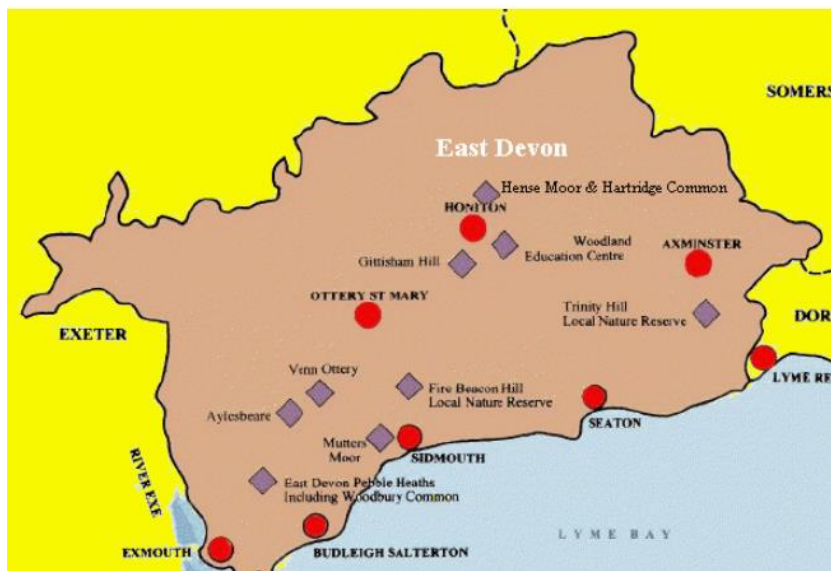 SOMERS
East Devon
Hense Moor & Hartridge Common
HONITON
Woodland
Education Centre
AXMINSTER
Gittisham Hill
OTTERY ST MARY
Trinity Hill
Local Nature Reserve
DOR
EXETER
LYME RE
Venn Ottery
Fire Beacon Hill
Local Nature Reserve
Aylesbeare
SEATON
Mutters
Moor
SIDMOUTH
RIVER EXE
East Devon Pebble Heaths
Including Woodbury Common
LYME BAY
EXMOUTH
BUDLEIGH SALTERTON